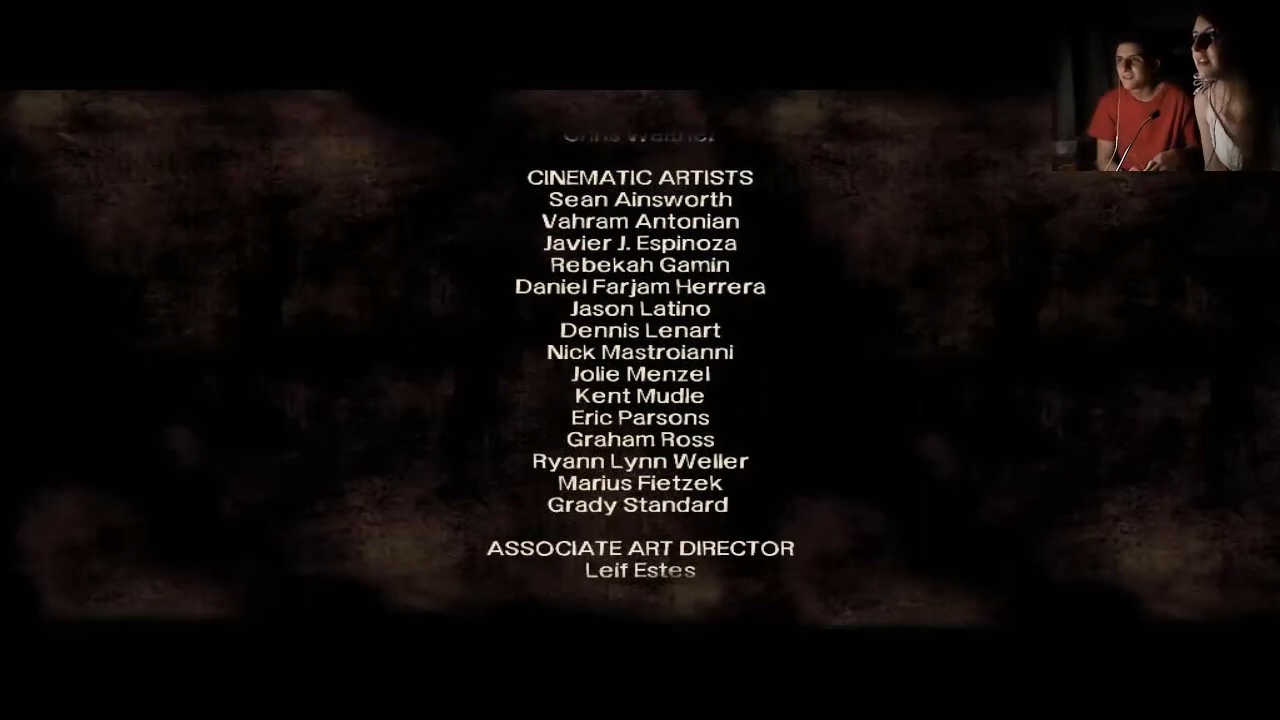 CINEMATIC ARTISTS
Sean Ainsworth
Vahram Antonian
Javier J. Espinoza
Rebekah Gamin
Daniel Farjam Herrera
Jason Latino
Dennis Lenart
Nick Mastroianni
Jolie Menzel
Kent Mudle
Eric Parsons
Graham Ross
Ryann Lynn Weller
Marius Fietzek
Grady Standard
ASSOCIATE ART DIRECTOR
Leif Estes